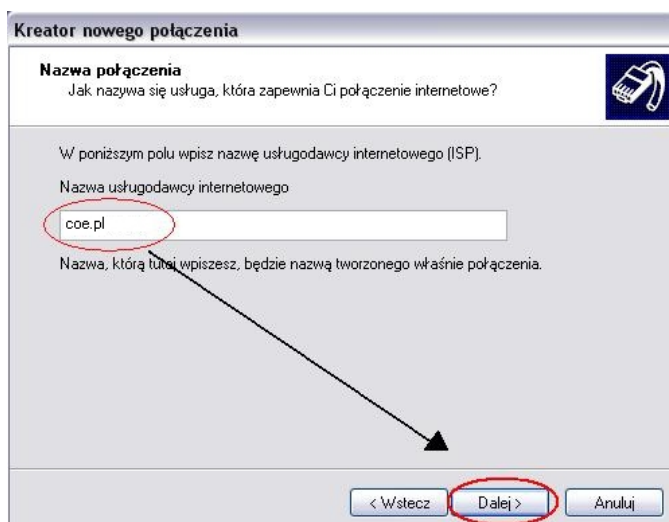 Kreator nowego połączenia
Nazwa połączenia
Jak nazywa się usługa, która zapewnia Ci połączenie internetowe?
W poniższym polu wpisz nazwę usługodawcy internetowego (ISP).
Nazwa usługodawcy internetowego
coe.pl
Nazwa, którą tutaj wpiszesz, będzie nazwą tworzonego właśnie połączenia.
< Wstecz Dalej > Anuluj